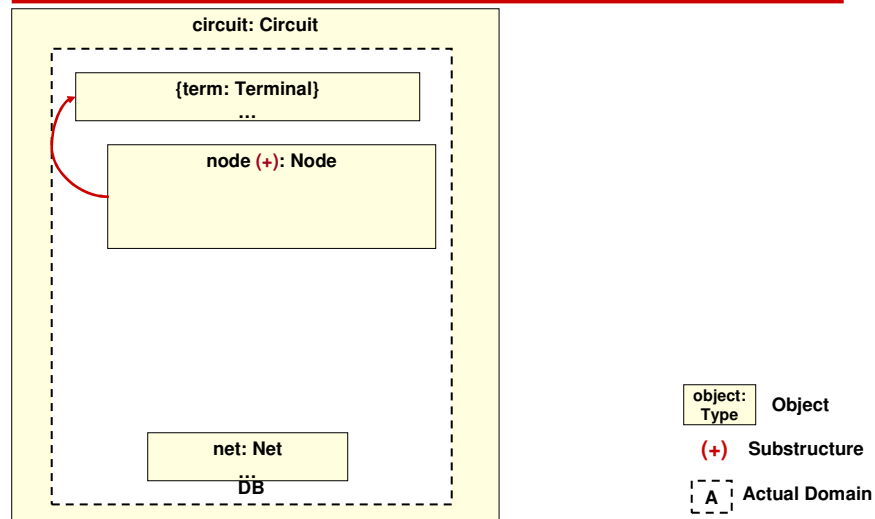 circuit: Circuit
{term: Terminal}
...
node (+): Node
net: Net
...
DB
object:
Type
Object
(+) Substructure
A
Actual Domain